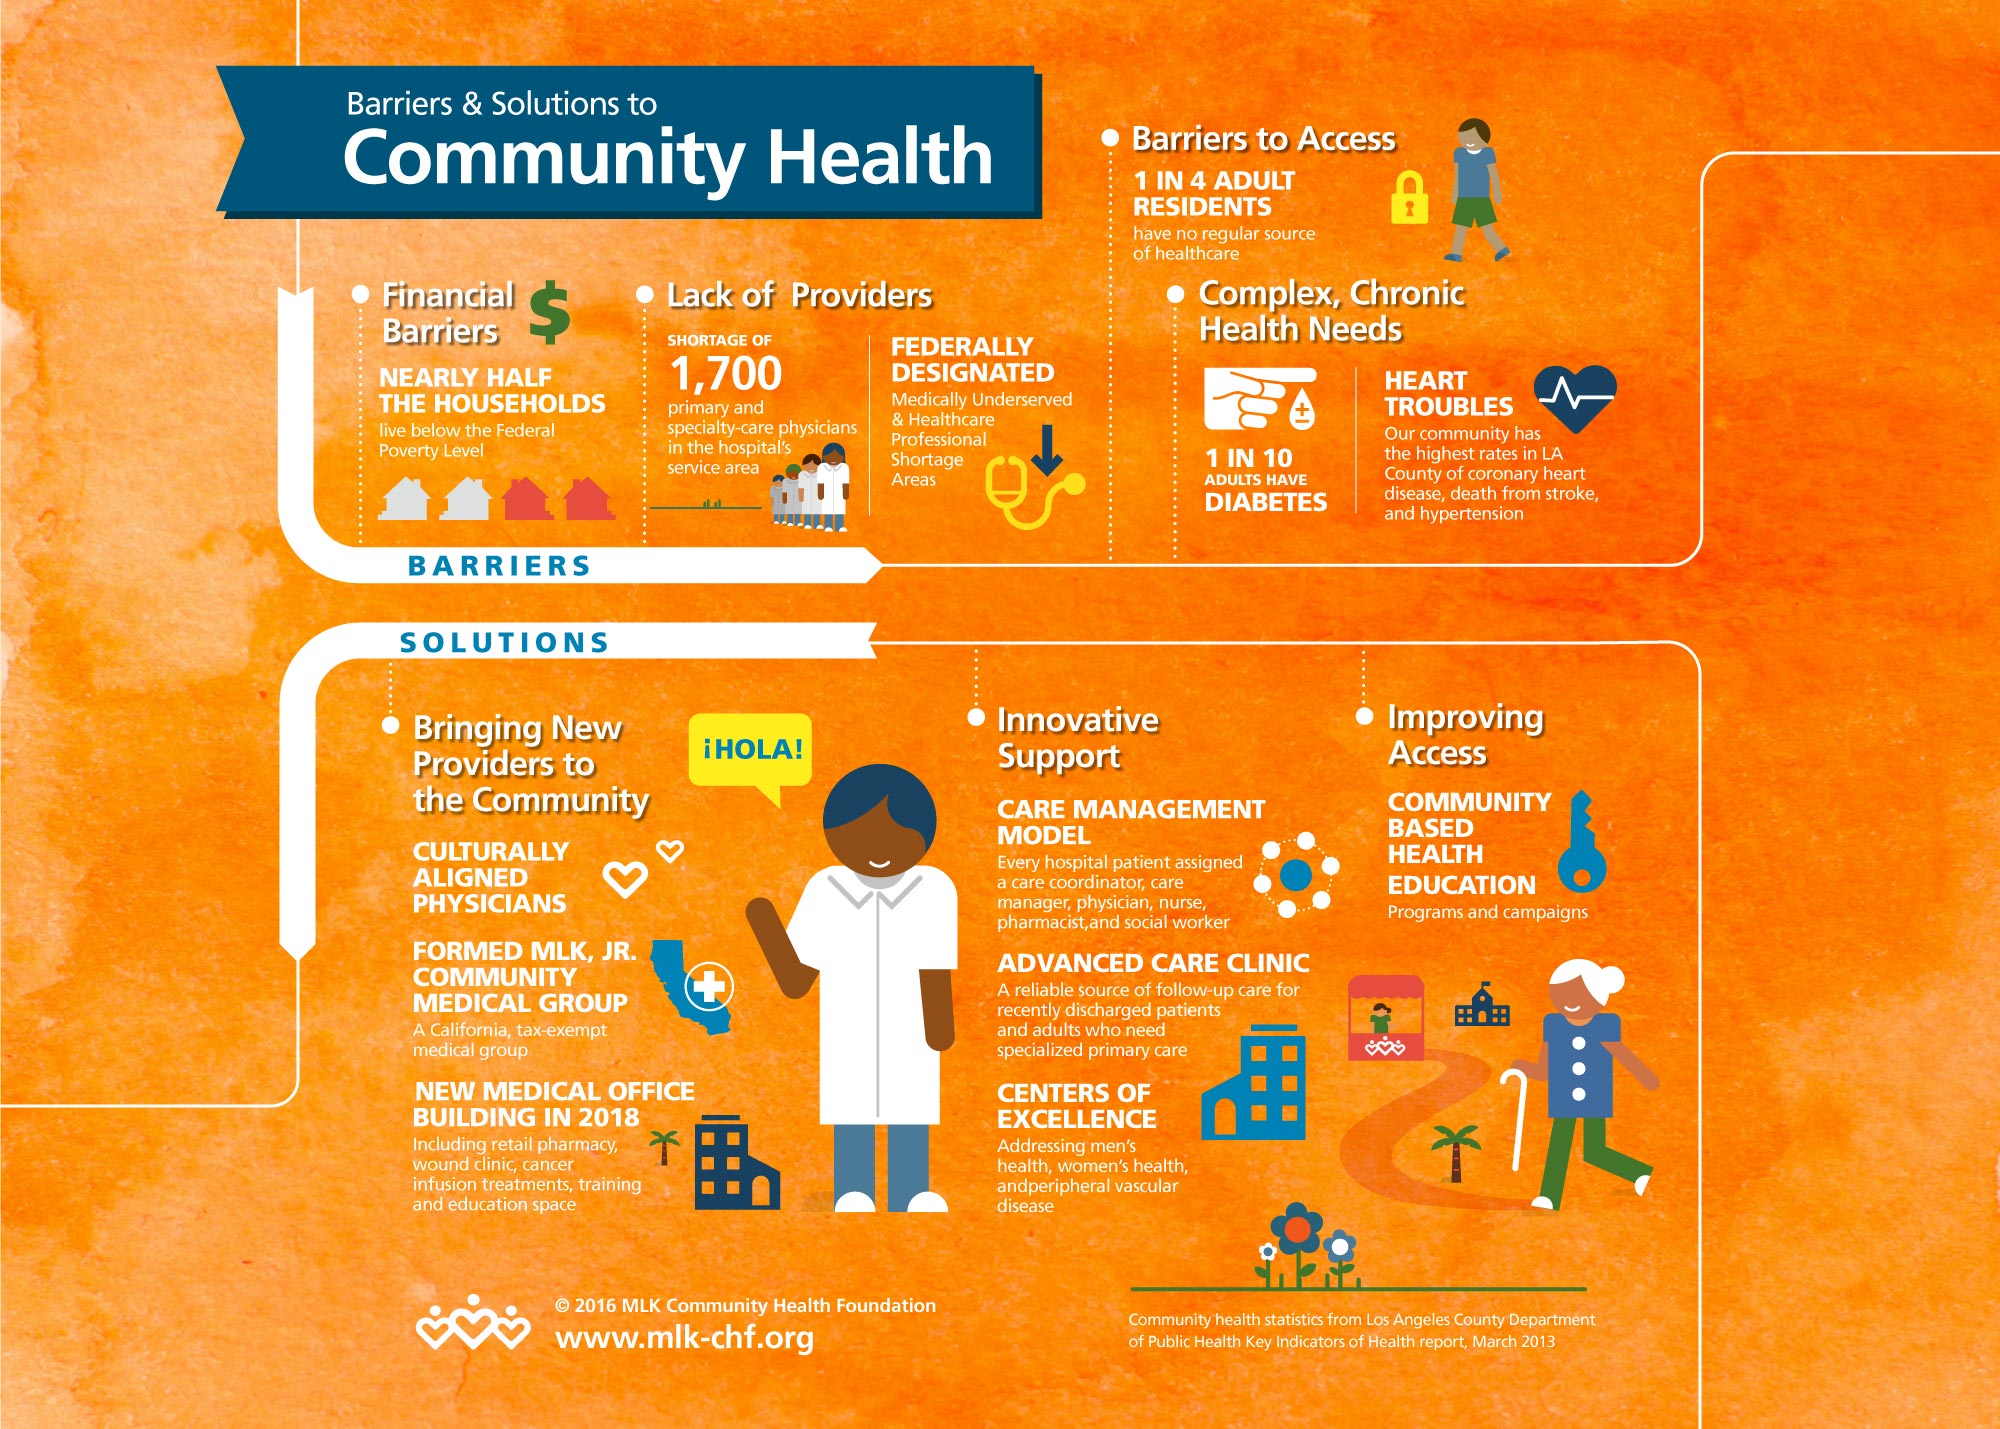 Barriers & Solutions to
Community Health
Barriers to Access
1 IN 4 ADULT
RESIDENTS
have no regular source
of healthcare
Financial
Barriers
$
NEARLY HALF
THE HOUSEHOLDS
live below the Federal
Poverty Level
Lack of Providers
SHORTAGE OF
1,700
primary and
specialty-care physicians
in the hospital's
service area
FEDERALLY
DESIGNATED
Medically Underserved
& Healthcare
Professional
Shortage
Areas
Complex, Chronic
Health Needs
1 IN 10
ADULTS HAVE
DIABETES
HEART
TROUBLES
Our community has
the highest rates in LA
County of coronary heart
disease, death from stroke,
and hypertension
BARRIERS
SOLUTIONS
Bringing New
Providers to
the Community
¡HOLA!
CULTURALLY
ALIGNED
PHYSICIANS
FORMED MLK, JR.
COMMUNITY
MEDICAL GROUP
A California, tax-exempt
medical group
NEW MEDICAL OFFICE
BUILDING IN 2018
Including retail pharmacy,
wound clinic, cancer
infusion treatments, training
and education space
Innovative
Support
CARE MANAGEMENT
MODEL
Every hospital patient assigned
a care coordinator, care
manager, physician, nurse,
pharmacist,and social worker
ADVANCED CARE CLINIC
A reliable source of follow-up care for
recently discharged patients
and adults who need
specialized primary care
CENTERS OF
EXCELLENCE
Addressing men's
health, women's health,
andperipheral vascular
disease
Improving
Access
COMMUNITY
BASED
HEALTH
EDUCATION
Programs and campaigns
© 2016 MLK Community Health Foundation
www.mlk-chf.org
Community health statistics from Los Angeles County Department
of Public Health Key Indicators of Health report, March 2013